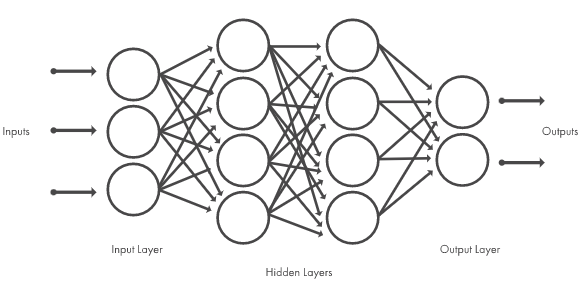 Inputs
Outputs
Input Layer
Output Layer
Hidden Layers